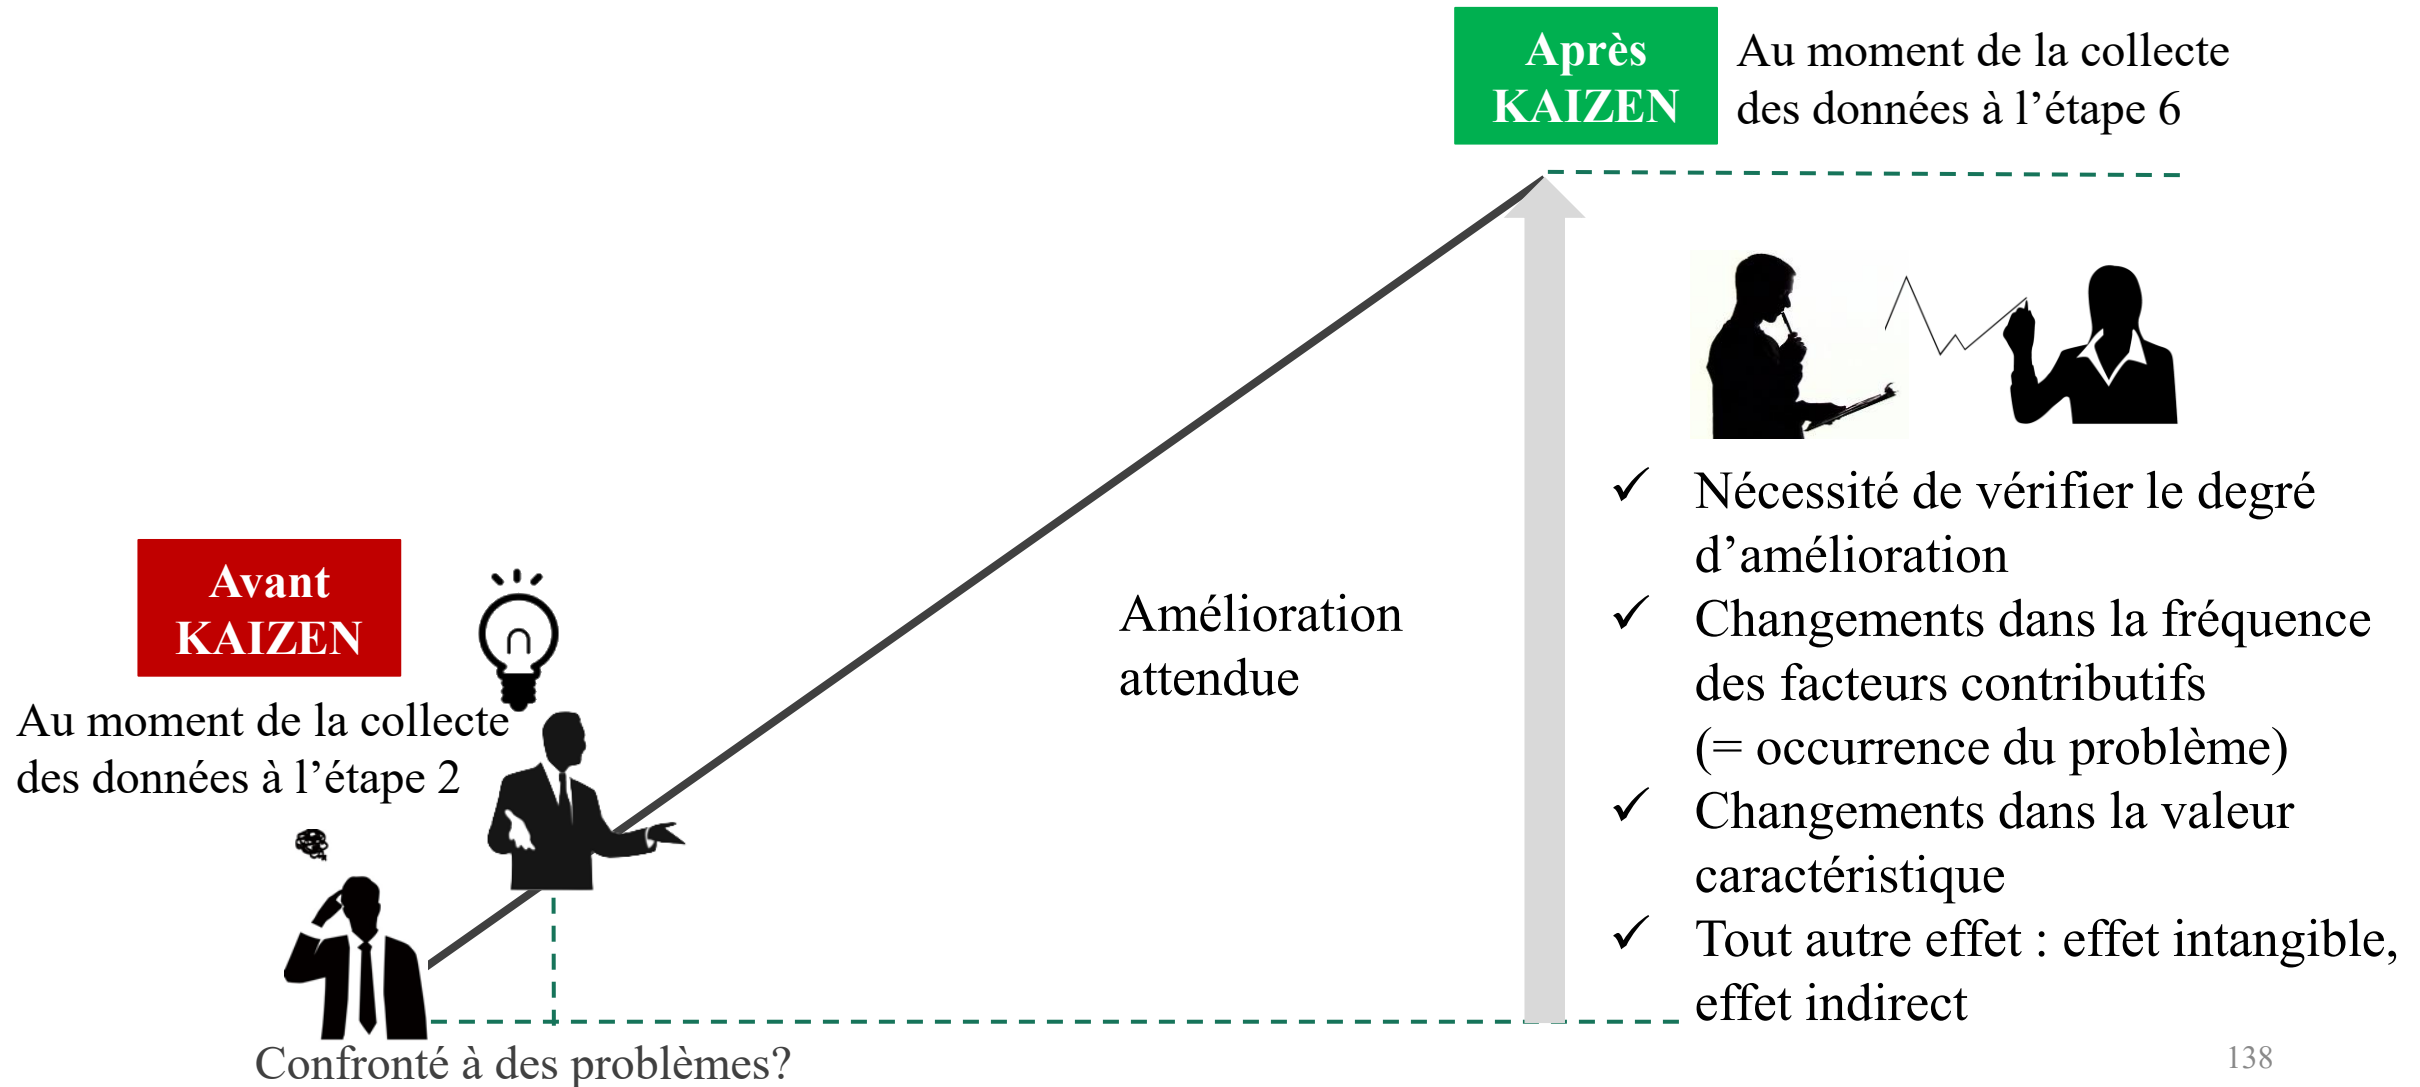 Après
KAIZEN
Au moment de la collecte
des données à l’étape 6
Avant
KAIZEN
Au moment de la collecte
des données à l’étape 2
Confronté à des problèmes?
Amélioration
attendue
✓ Nécessité de vérifier le degré
d’amélioration
✓ Changements dans la fréquence
des facteurs contributifs
(= occurrence du problème)
✓ Changements dans la valeur
caractéristique
✓ Tout autre effet : effet intangible,
effet indirect
138